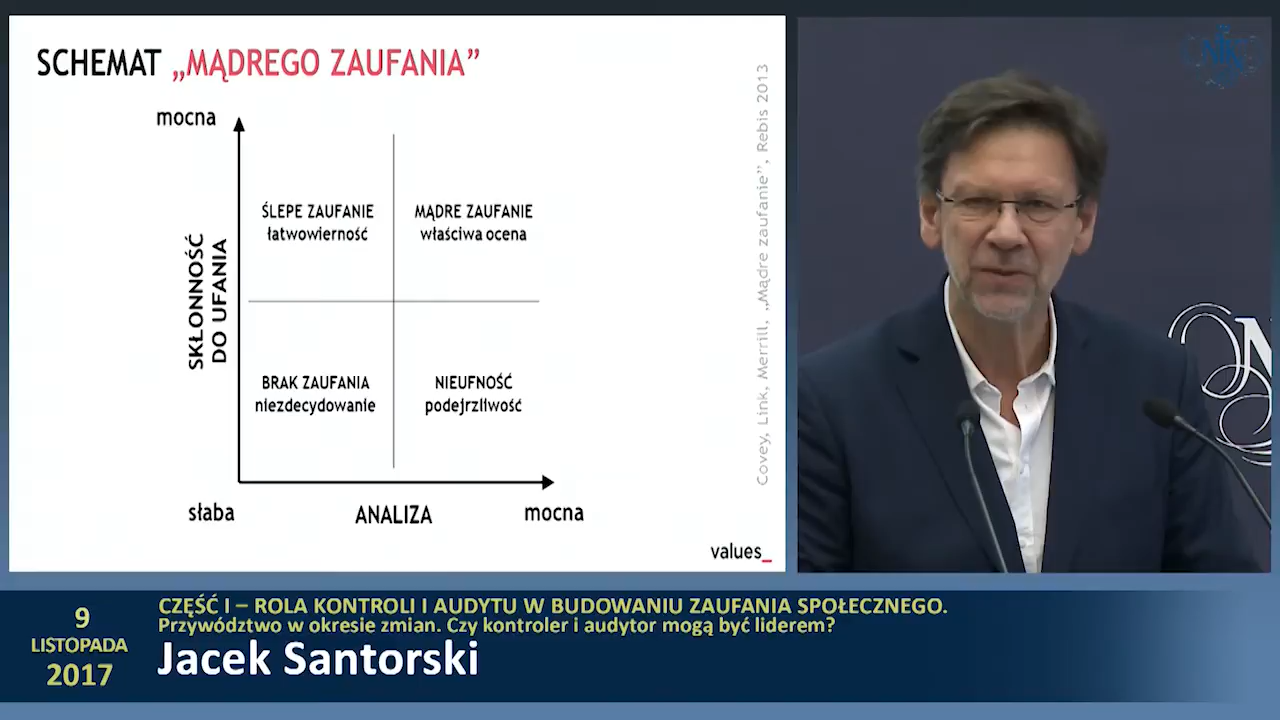 SCHEMAT „MĄDREGO ZAUFANIA”
mocna
ŚLEPE ZAUFANIE
łatwowierność
MĄDRE ZAUFANIE
właściwa ocena
SKŁONNOŚĆ
DO UFANIA
BRAK ZAUFANIA
niezdecydowanie
NIEUFNOŚĆ
podejrzliwość
słaba
ANALIZA
mocna
Covey, Link, Merrill, „Mądre zaufanie”, Rebis 2013
values_
NIK
N
9
LISTOPADA
2017
CZĘŚĆ I – ROLA KONTROLI I AUDYTU W BUDOWANIU ZAUFANIA SPOŁECZNEGO.
Przywództwo w okresie zmian. Czy kontroler i audytor mogą być liderem?
Jacek Santorski